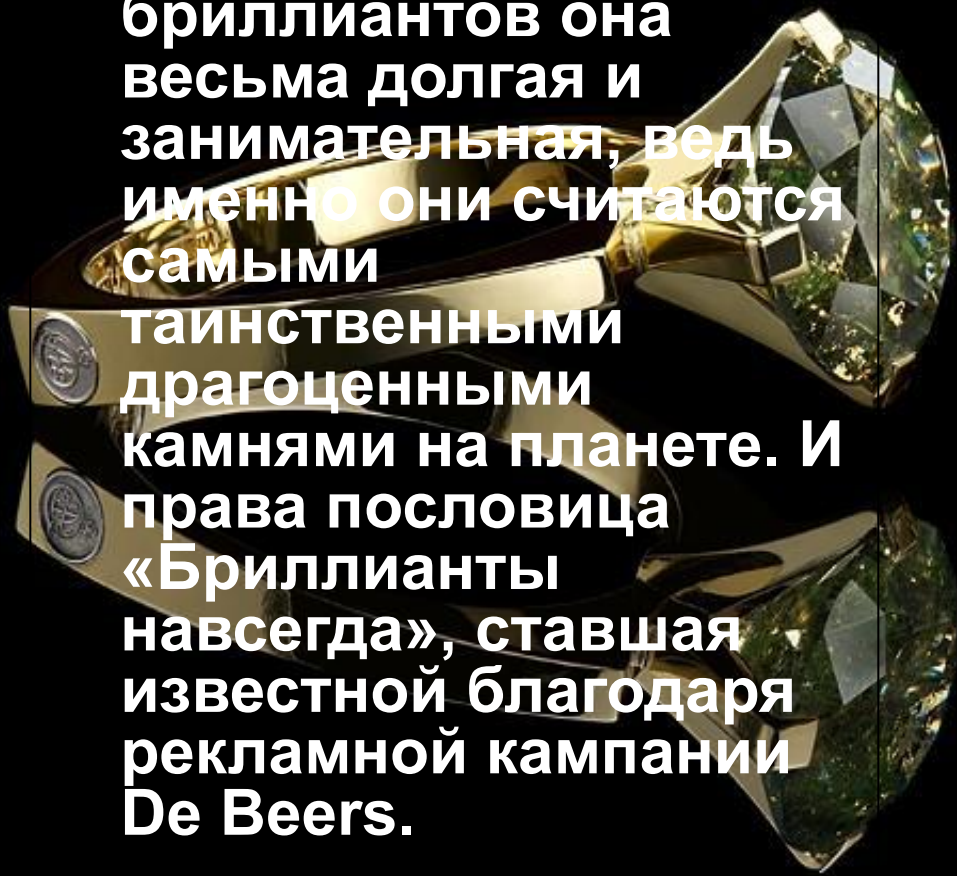 бриллиантов она
весьма долгая и
занимательная, ведь
именно они считаются
самыми
таинственными
драгоценными
камнями на планете. И
права пословица
«Бриллианты
навсегда», ставшая
известной благодаря
рекламной кампании
De Beers.